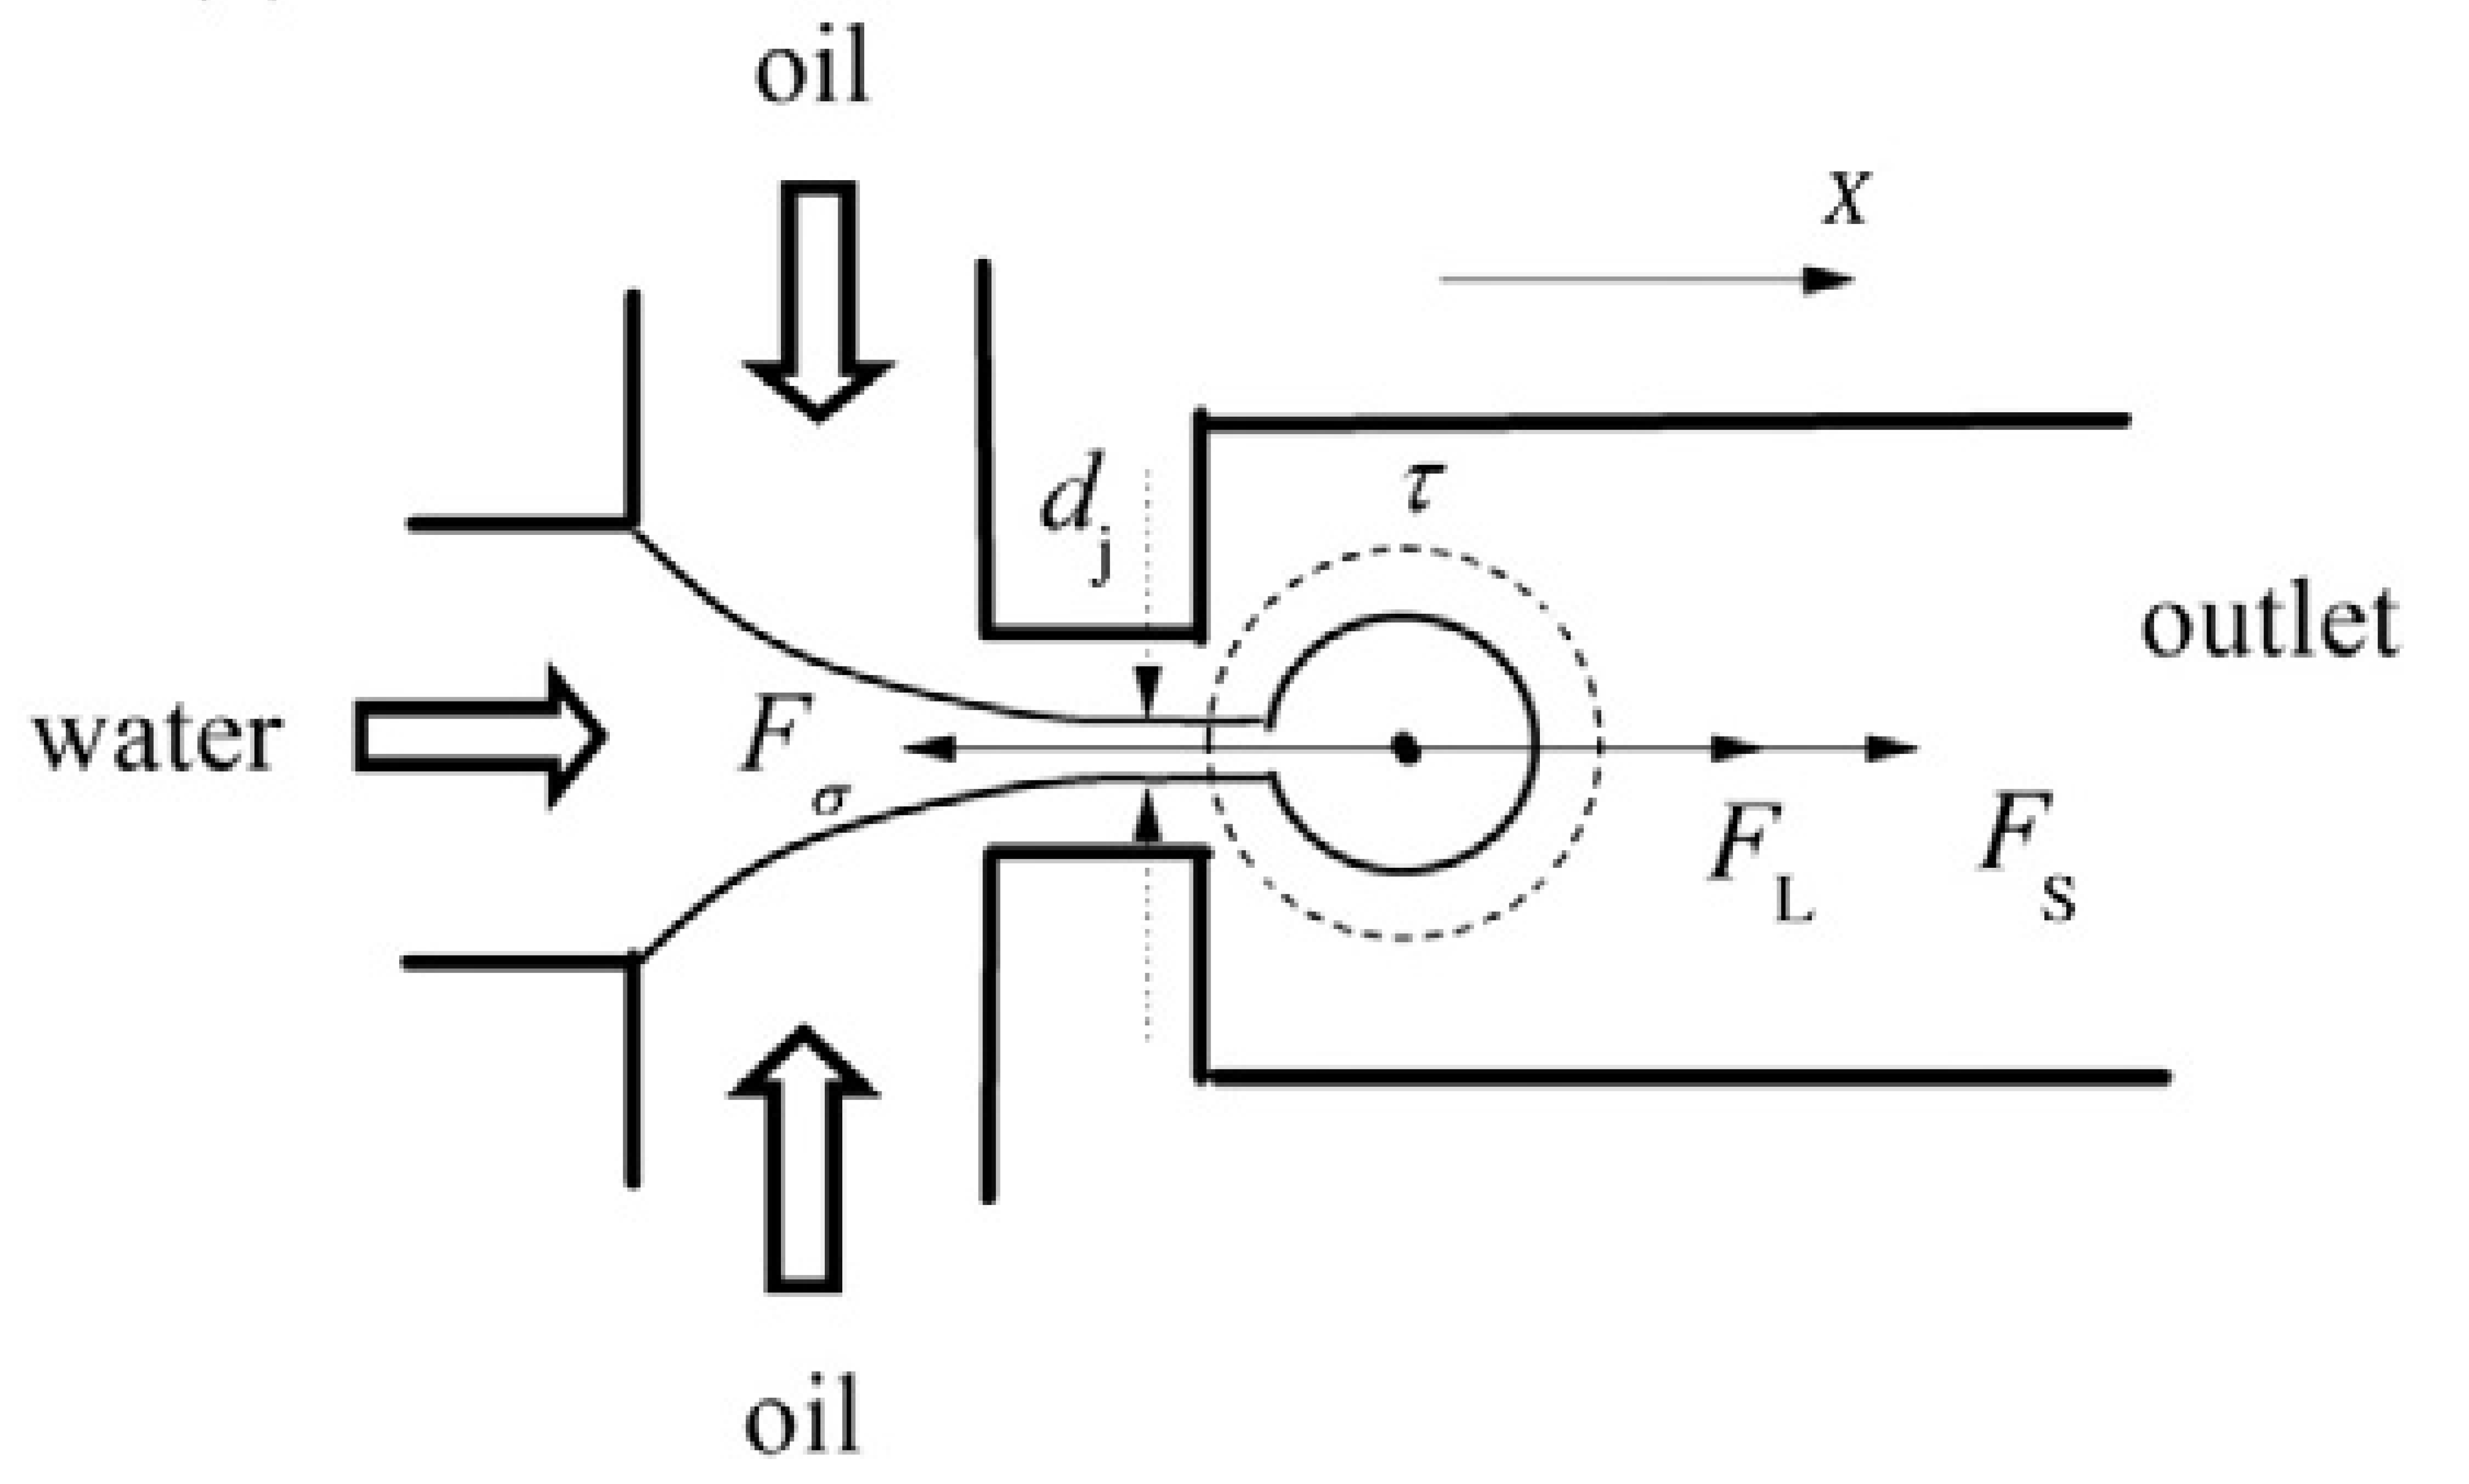 oil
x
d_j
τ
outlet
water
F_σ
F_L
F_S
oil